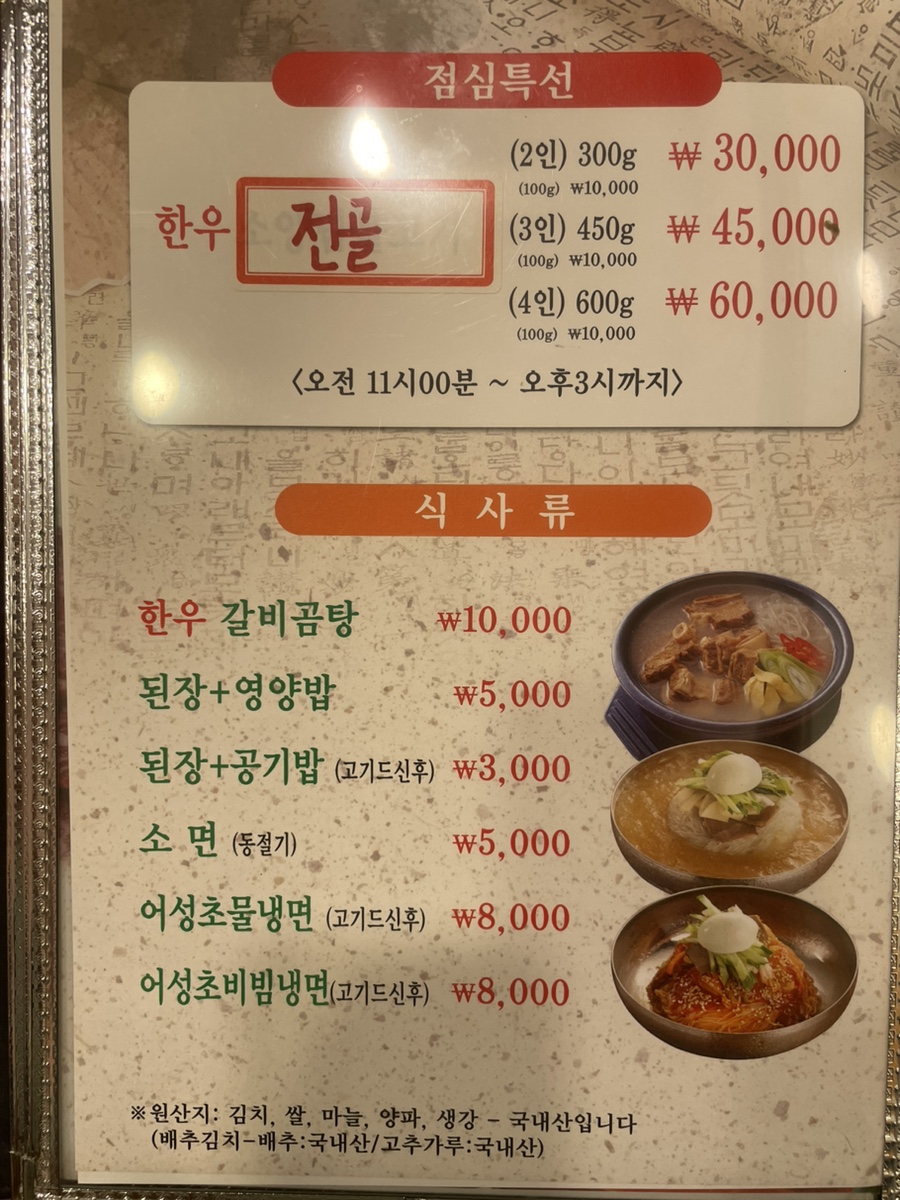 점심특선
한우 전골
(2인) 300g ₩ 30,000
(100g) ₩10,000
(3인) 450g ₩ 45,000
(100g) ₩10,000
(4인) 600g ₩ 60,000
(100g) ₩10,000
<오전 11시00분 ~ 오후3시까지>
식 사 류
한우 갈비곰탕 ₩10,000
된장+영양밥 ₩5,000
된장+공기밥 (고기드신후) ₩3,000
소 면 (동절기) ₩5,000
어성초물냉면 (고기드신후) ₩8,000
어성초비빔냉면(고기드신후) ₩8,000
※원산지: 김치, 쌀, 마늘, 양파, 생강 - 국내산입니다
(배추김치-배추:국내산/고추가루:국내산)